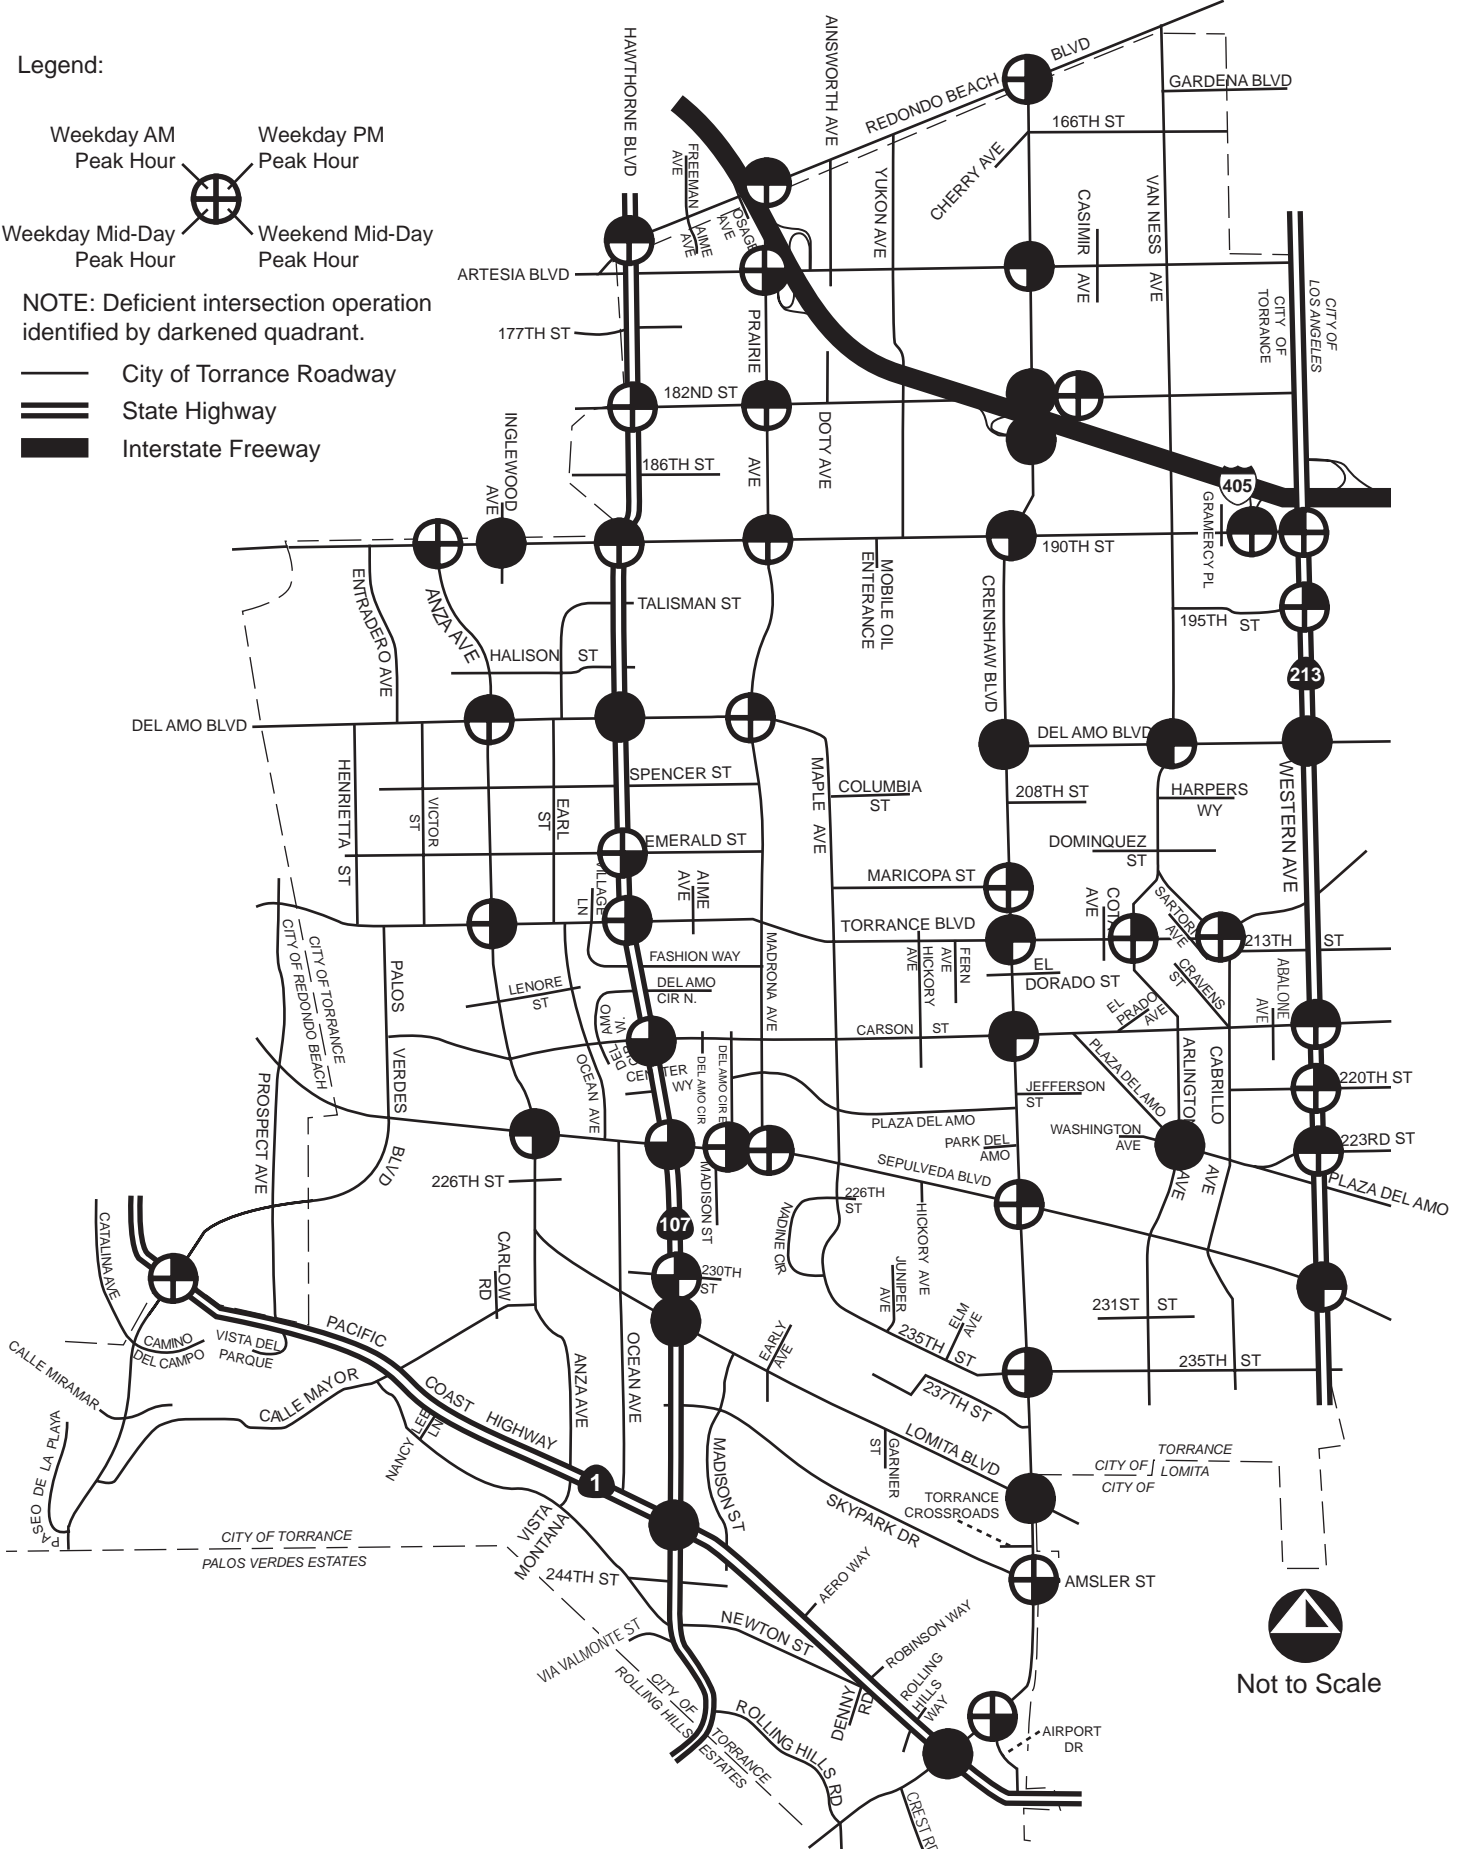 Legend:
Weekday AM
Peak Hour
Weekday PM
Peak Hour
Weekday Mid-Day
Peak Hour
Weekend Mid-Day
Peak Hour
NOTE: Deficient intersection operation
identified by darkened quadrant.
City of Torrance Roadway
State Highway
Interstate Freeway
HAWTHORNE BLVD
AINSWORTH AVE
REDONDO BEACH
BLVD
GARDENA BLVD
166TH ST
CHERRY AVE
FREEMAN
AVE
AIME
AVE
OSAGE
AVE
YUKON AVE
CASIMIR
AVE
VAN NESS
AVE
ARTESIA BLVD
177TH ST
PRAIRIE
AVE
CITY OF
TORRANCE
CITY OF
LOS ANGELES
182ND ST
DOTY AVE
186TH ST
INGLEWOOD
AVE
405
GRAMERCY PL
190TH ST
MOBILE OIL
ENTERANCE
ENTRADERO AVE
ANZA AVE
TALISMAN ST
HALISON ST
CRENSHAW BLVD
195TH ST
213
DEL AMO BLVD
DEL AMO BLVD
HENRIETTA
ST
VICTOR
ST
EARL
ST
SPENCER ST
MAPLE AVE
COLUMBIA
ST
208TH ST
HARPERS
WY
WESTERN AVE
EMERALD ST
DOMINQUEZ
ST
VILLAGE
LN
AIME
AVE
MARICOPA ST
COTA
AVE
SARTORI
AVE
TORRANCE BLVD
213TH ST
CITY OF TORRANCE
CITY OF REDONDO BEACH
PALOS
VERDES
BLVD
FASHION WAY
MADRONA AVE
HICKORY
AVE
FERN
AVE
EL
DORADO ST
CRAVENS
ST
ABALONE
AVE
LENORE
ST
DEL AMO
CIR N.
DEL AMO
CIR W.
EL
PRADO
AVE
CARSON ST
PROSPECT AVE
OCEAN AVE
CENTER
WY
DEL AMO CIR
DEL AMO CIR E
JEFFERSON
ST
PLAZA DEL AMO
ARLINGTON
AVE
CABRILLO
AVE
220TH ST
PLAZA DEL AMO
PARK DEL
AMO
WASHINGTON
AVE
223RD ST
PLAZA DEL AMO
226TH ST
MADISON ST
SEPULVEDA BLVD
226TH
ST
NADINE CIR
HICKORY AVE
107
CATALINA AVE
CARLOW
RD
230TH
ST
JUNIPER
AVE
ELM
AVE
231ST ST
CAMINO
DEL CAMPO
VISTA DEL
PARQUE
PACIFIC
COAST
HIGHWAY
CALLE MIRAMAR
CALLE MAYOR
PASEO DE LA PLAYA
NANCY LEE
LN
ANZA AVE
OCEAN AVE
EARLY
AVE
235TH
ST
235TH ST
237TH ST
LOMITA BLVD
GARNIER
ST
CITY OF TORRANCE
CITY OF LOMITA
MADISON ST
1
SKYPARK DR
TORRANCE
CROSSROADS
CITY OF TORRANCE
PALOS VERDES ESTATES
VISTA
MONTANA
244TH ST
AMSLER ST
AERO WAY
NEWTON ST
ROBINSON WAY
VIA VALMONTE ST
CITY OF TORRANCE
ROLLING HILLS ESTATES
ROLLING HILLS RD
DENNY
RD
ROLLING
HILLS
WAY
AIRPORT
DR
CREST RD
Not to Scale